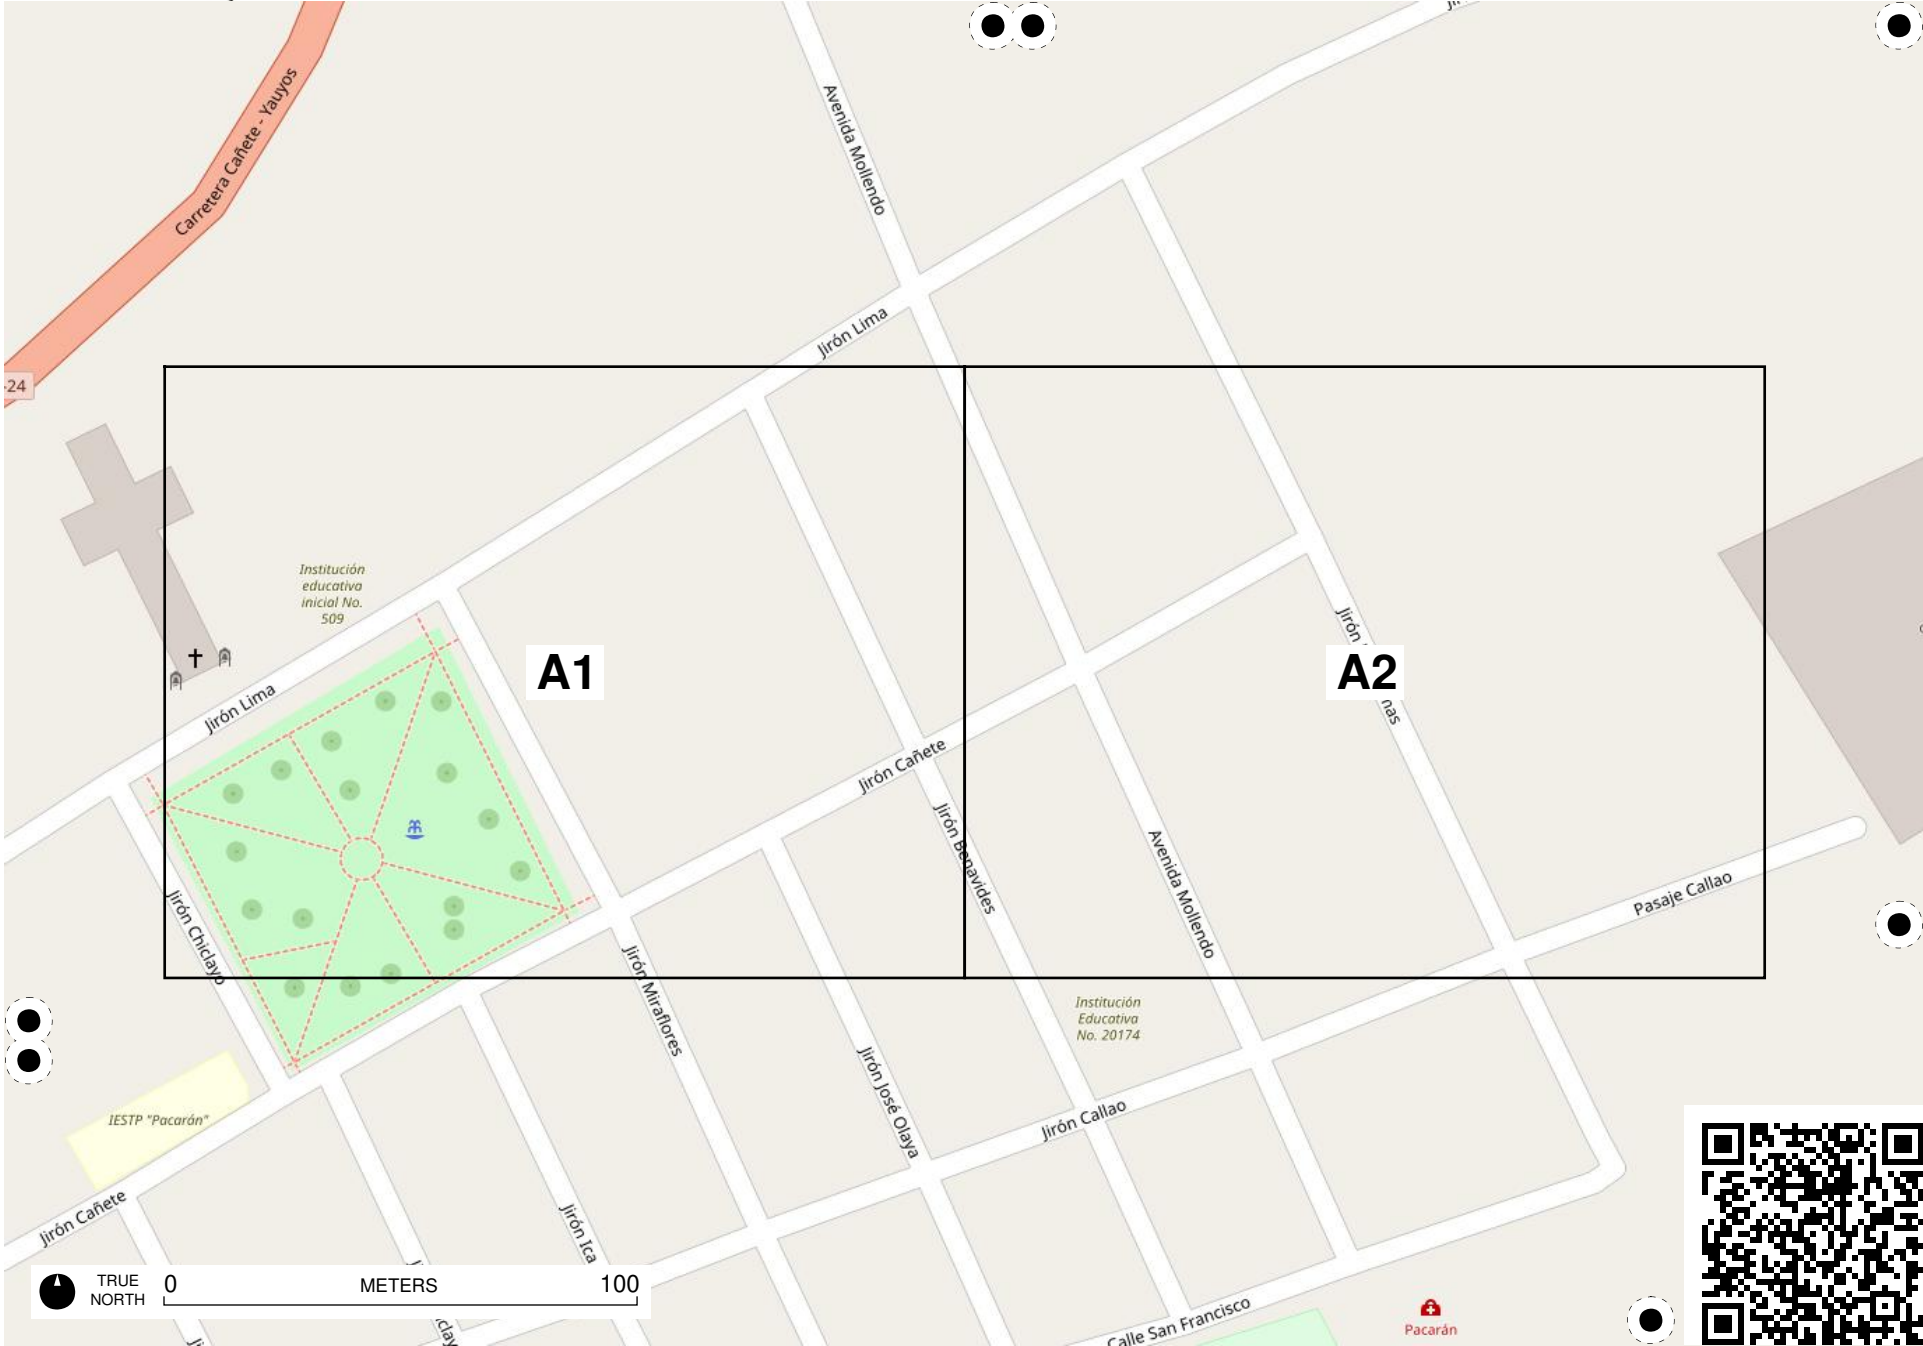 Carretera Cañete - Yauyos
Avenida Mollendo
Jirón Lima
-24
Institución
educativa
inicial No.
509
A1
A2
Jirón Lima
Jirón Cañete
Jirón Benavides
Avenida Mollendo
Pasaje Callao
Jirón Chiclayo
Jirón Miraflores
Institución
Educativa
No. 20174
Jirón José Olaya
Jirón Callao
IESTP "Pacarán"
Jirón Cañete
Jirón Ica
TRUE
NORTH
0 METERS 100
Calle San Francisco
Pacarán